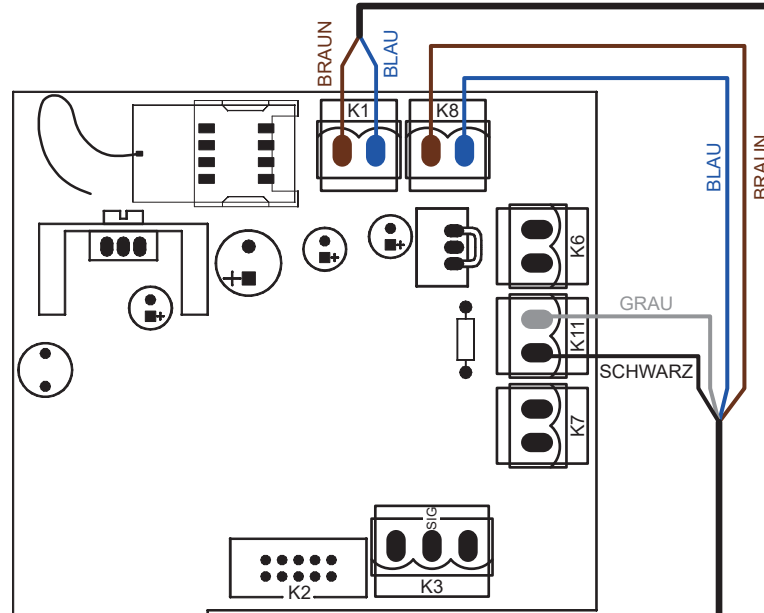 BRAUN
BLAU
K1
K8
BLAU
BRAUN
K6
GRAU
K11
SCHWARZ
K7
SIG
K2
K3